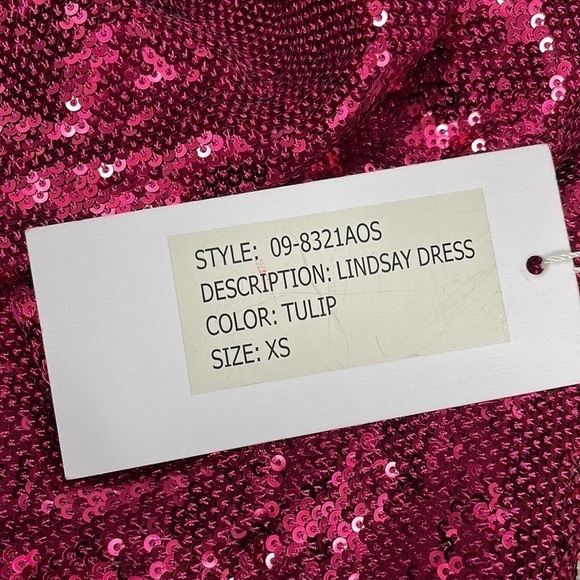 STYLE: 09-8321AOS
DESCRIPTION: LINDSAY DRESS
COLOR: TULIP
SIZE: XS